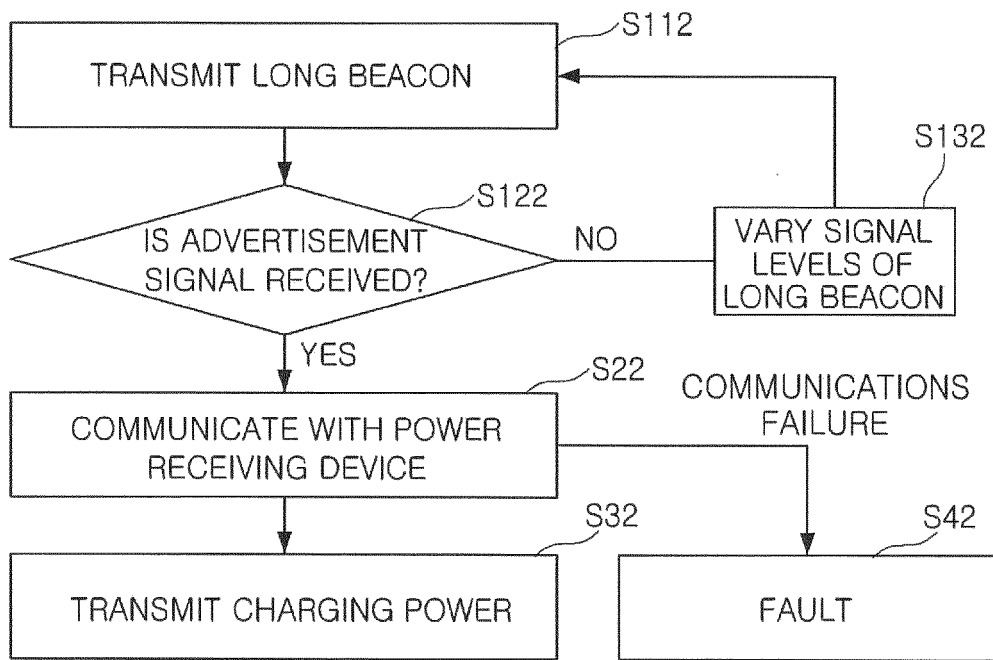 S112
TRANSMIT LONG BEACON
S132
S122
IS ADVERTISEMENT
SIGNAL RECEIVED?
NO
VARY SIGNAL
LEVELS OF
LONG BEACON
YES
S22
COMMUNICATIONS
FAILURE
COMMUNICATE WITH POWER
RECEIVING DEVICE
S32
S42
TRANSMIT CHARGING POWER
FAULT